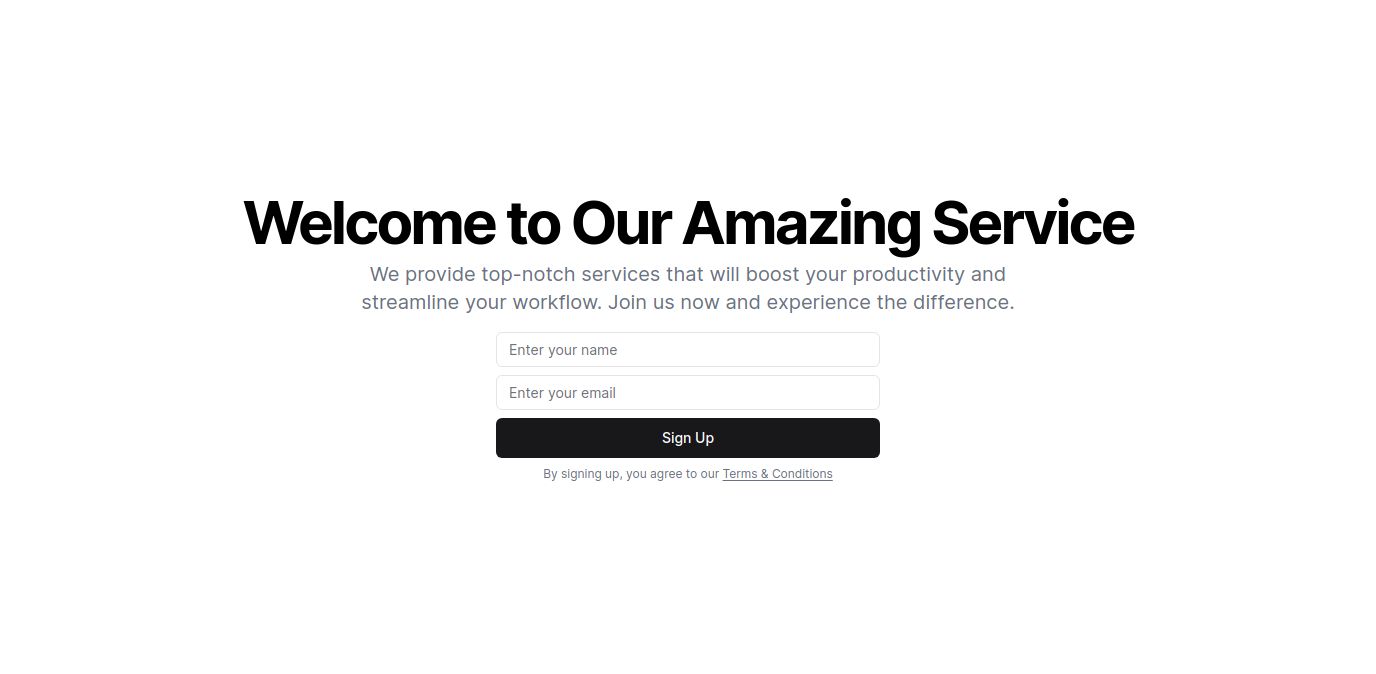 Welcome to Our Amazing Service
We provide top-notch services that will boost your productivity and
streamline your workflow. Join us now and experience the difference.
Enter your name
Enter your email
Sign Up
By signing up, you agree to our Terms & Conditions